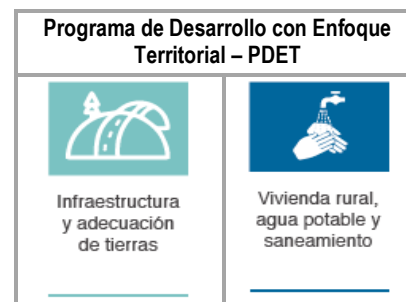 Programa de Desarrollo con Enfoque
Territorial – PDET
Infraestructura
y adecuación
de tierras
Vivienda rural,
agua potable y
saneamiento